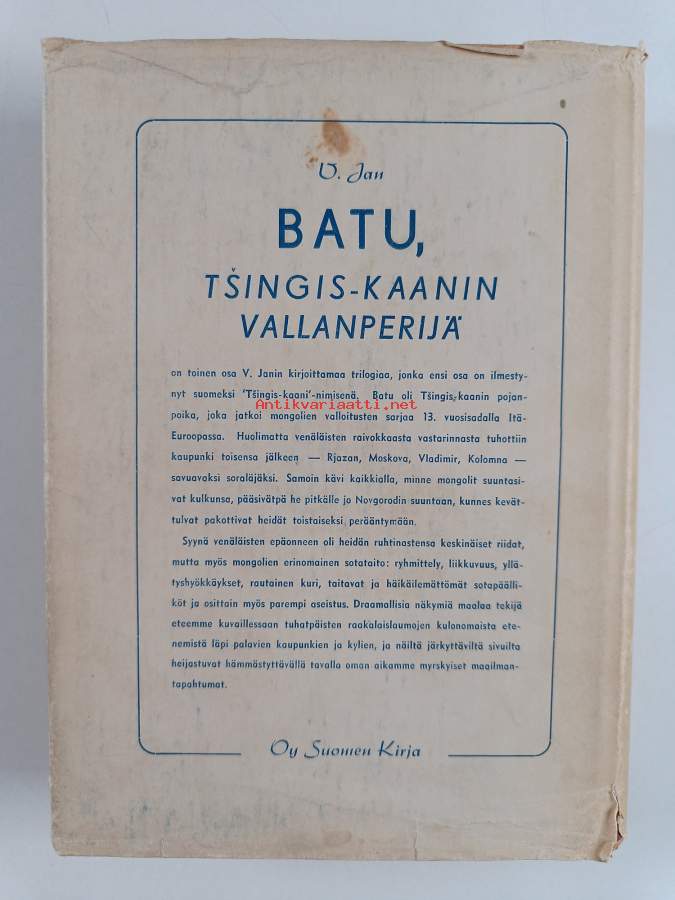 V. Jan
BATU,
TŠINGIS-KAANIN
VALLANPERIJÄ
on toinen osa V. Janin kirjoittamaa trilogiaa, jonka ensi osa on ilmesty-
nyt suomeksi 'Tšingis-kaani'-nimisenä. Batu oli Tšingis-kaanin pojan-
Antikvariaatti.net
poika, joka jatkoi mongolien valloitusten sarjaa 13. vuosisadalla Itä-
Euroopassa. Huolimatta venäläisten raivokkaasta vastarinnasta tuhottiin
kaupunki toisensa jälkeen — Rjazan, Moskova, Vladimir, Kolomna —
savuavaksi soraläjäksi. Samoin kävi kaikkialla, minne mongolit suuntasi-
vat kulkunsa, pääsivätpä he pitkälle jo Novgorodin suuntaan, kunnes kevät-
tulvat pakottivat heidät toistaiseksi perääntymään.
Syynä venäläisten epäonneen oli heidän ruhtinastensa keskinäiset riidat,
mutta myös mongolien erinomainen sotataito: ryhmittely, liikkuvuus, yllä-
tyshyökkäykset, rautainen kuri, taitavat ja häikäilemättömät sotapääl­li-
köt ja osittain myös parempi aseistus. Draamallisia näkymiä maalaa tekijä
eteemme kuvaillessaan tuhatpäisten raakalaislaumojen kulonomaista ete-
nemistä läpi palavien kaupunkien ja kylien, ja näiltä järkyttäviltä sivuilta
heijastuvat hämmästyttävällä tavalla oman aikamme myrskyiset maailman-
tapahtumat.
Oy Suomen Kirja